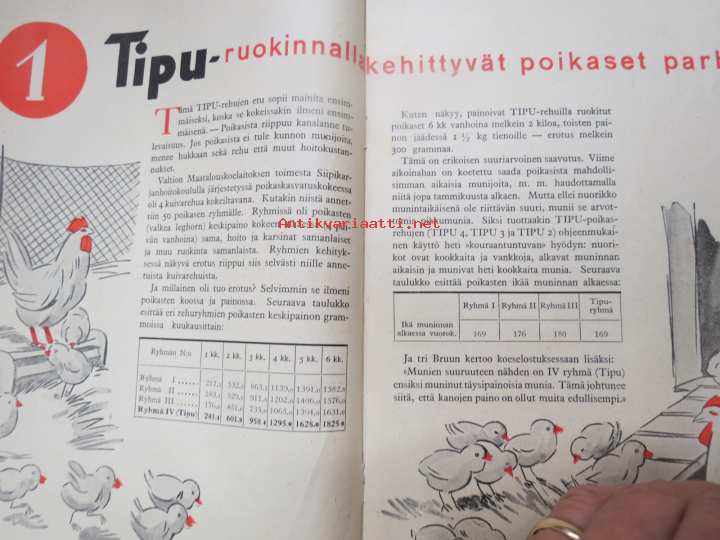 1
Tipu-ruokinnalla kehittyvät poikaset parh
Tämä TIPU-rehujen etu sopii mainita ensim-
mäiseksi, koska se kokeissakin ilmeni ensim-
mäisenä. — Poikasista riippuu kanalanne tu-
levaisuus. Jos poikasista ei tule kunnon munijoita,
menee hukkaan sekä rehu että muut hoitokustan-
nukset.
Valtion Maatalouskoelaitoksen toimesta Siipikar-
janhoitokoululla järjestetyssä poikaskasvatuskokeessa
oli 4 kuivarehua kokeiltavana. Kutakin niistä annet-
tiin 50 poikasen ryhmälle. Ryhmissä oli poikasten
(valkea leghorn) keskipaino kokeen
vän vanhoina) sama, hoito ja karsinat samanlaiset
ja muu ruokinta samanlaista. Ryhmien kehityk-
sessä näkyvä erotus riippui siis selvästi niille anne-
tuista kuivarehuista.
Ja millainen oli tuo erotus? Selvimmin se ilmeni
poikasten koossa ja painossa. Seuraava taulukko
esittää eri rehuryhmien poikasten keskipainon gram-
moissa kuukausittain:
Ryhmän N:o 1 kk. 2 kk. 3 kk. 4 kk. 5 kk. 6 kk.
Ryhmä I
Ryhmä II
Ryhmä III
Ryhmä IV (Tipu)
Kuten näkyy, painoivat TIPU-rehuilla ruokitut
poikaset 6 kk vanhoina melkein 2 kiloa, toisten pai-
non jäädessä 1 ½ kg tienoille — erotus melkein
300 grammaa.
Tämä on erikoisen suuriarvoinen saavutus. Viime
aikoinahan on koetettu saada poikasista mahdolli-
simman aikaisia munijoita, m. m. haudottamalla
niitä jopa tammikuusta alkaen. Mutta ellei nuorikko
munintaikäisenä ole riittävän suuri, munii se arvot-
tomia pikkumunia. Siksi tuottaakin TIPU-poikas-
rehujen (TIPU 4, TIPU 3 ja TIPU 2) ohjeenmukai-
nen käyttö heti »kouraantuntuvan» hyödyn: nuori-
kot ovat kookkaita ja vankkoja, alkavat muninnan
aikaisin ja munivat heti kookkaita munia. Seuraava
taulukko esittää poikasten ikää muninnan alkaessa:
Ryhmä I Ryhmä II Ryhmä III Tipu-
ryhmä
Ikä muninnan
alkaessa vuorok. 169 176 180 169
Ja tri Bruun kertoo koeselostuksessaan lisäksi:
»Munien suuruuteen nähden on IV ryhmä (Tipu)
ensiksi muninut täysipainoisia munia. Tämä johtunee
siitä, että kanojen paino on ollut muita edullisempi.»
Antikvariaatti.net